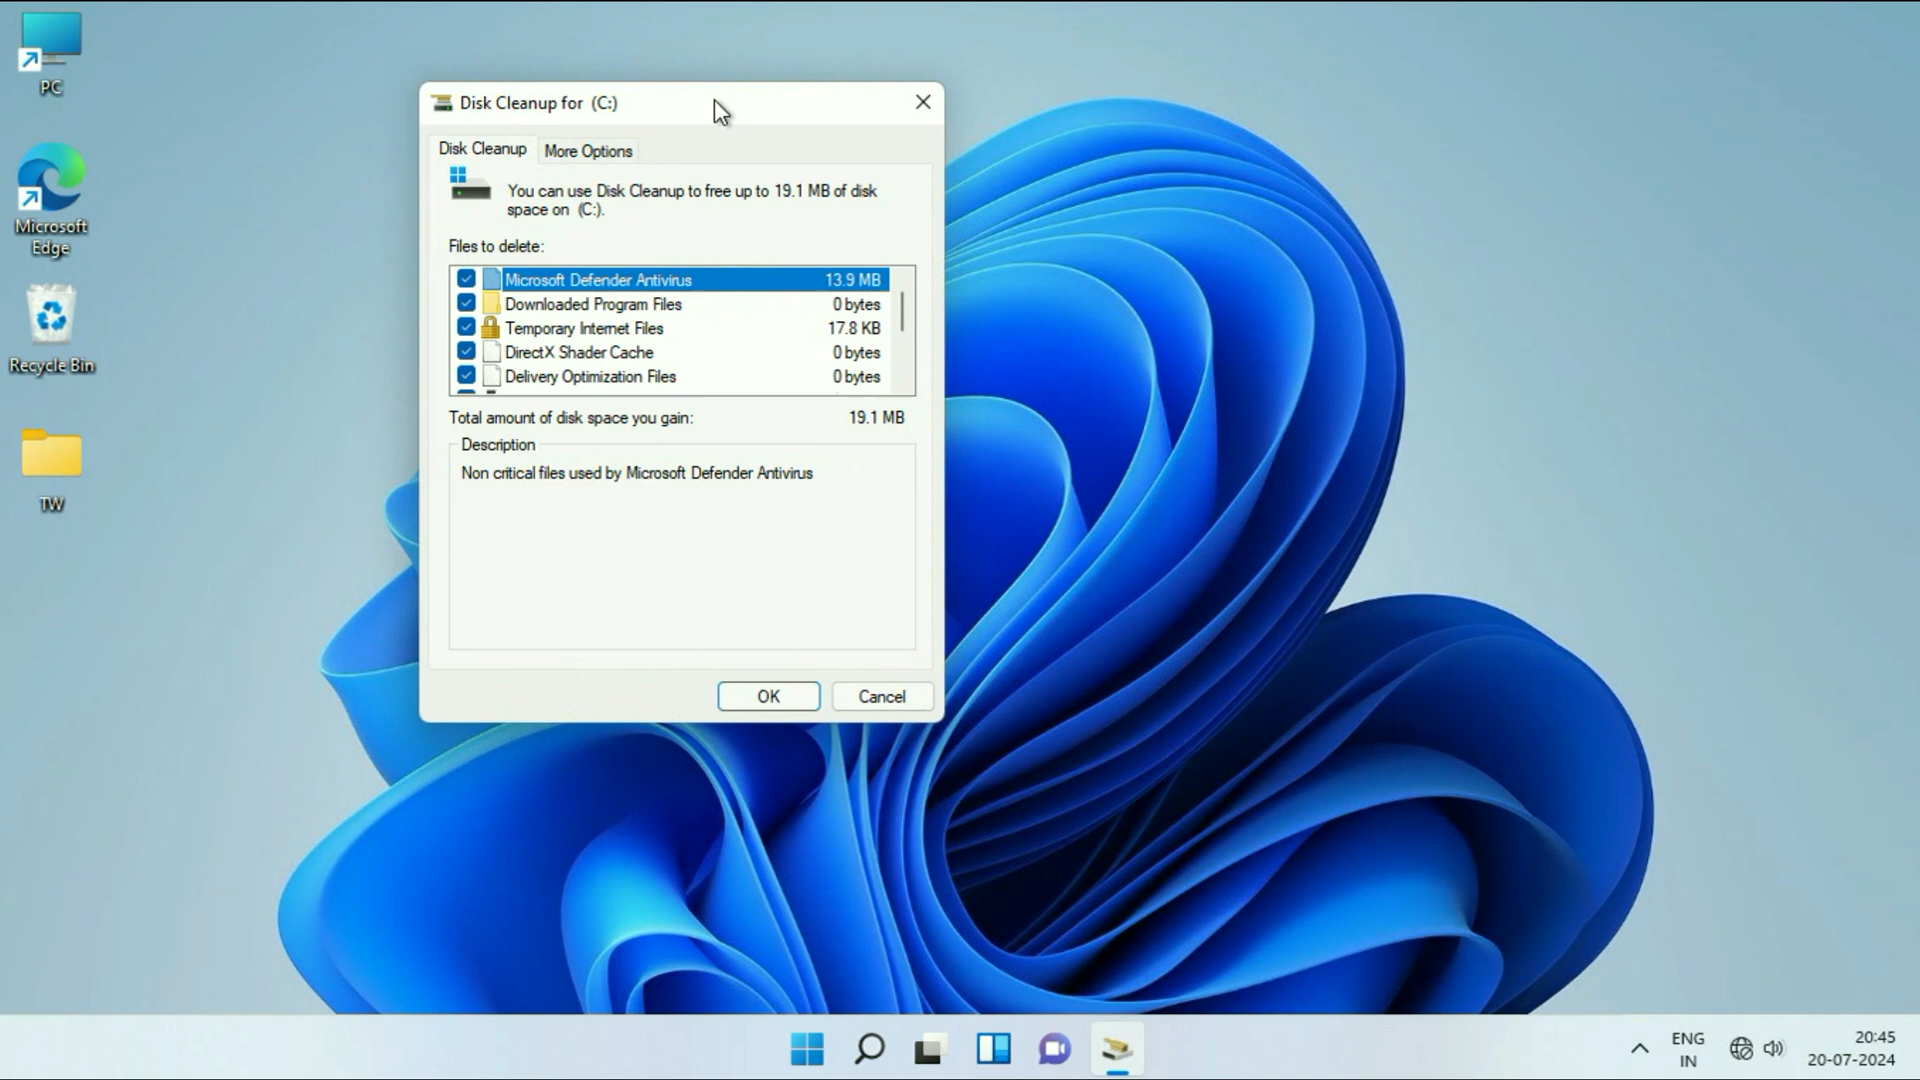 PC
Microsoft
Edge
Recycle Bin
TW
Disk Cleanup for (C:)
Disk Cleanup
More Options
You can use Disk Cleanup to free up to 19.1 MB of disk
space on (C:).
Files to delete:
Microsoft Defender Antivirus 13.9 MB
Downloaded Program Files 0 bytes
Temporary Internet Files 17.8 KB
DirectX Shader Cache 0 bytes
Delivery Optimization Files 0 bytes
Total amount of disk space you gain: 19.1 MB
Description
Non critical files used by Microsoft Defender Antivirus
OK
Cancel
ENG
IN
20:45
20-07-2024